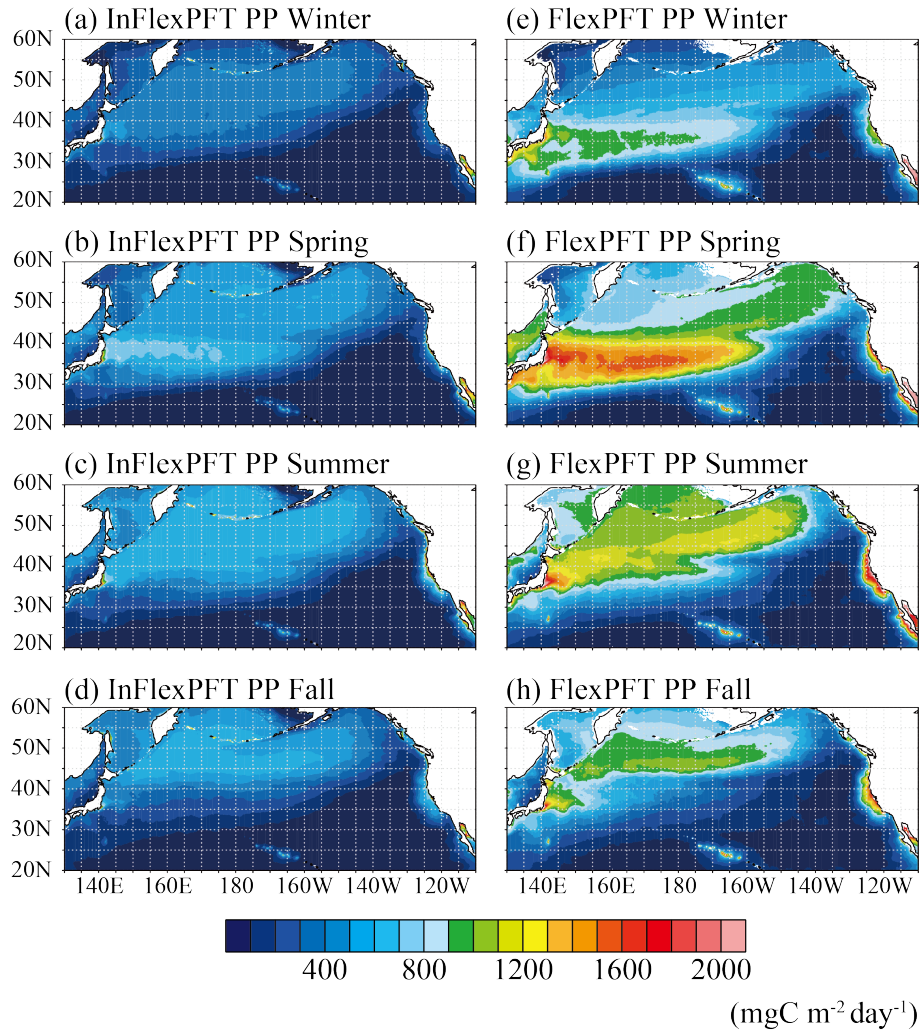 (a) InFlexPFT PP Winter
(e) FlexPFT PP Winter
60N
50N
40N
30N
20N
(b) InFlexPFT PP Spring
(f) FlexPFT PP Spring
60N
50N
40N
30N
20N
(c) InFlexPFT PP Summer
(g) FlexPFT PP Summer
60N
50N
40N
30N
20N
(d) InFlexPFT PP Fall
(h) FlexPFT PP Fall
60N
50N
40N
30N
20N
140E 160E 180 160W 140W 120W
140E 160E 180 160W 140W 120W
400 800 1200 1600 2000
(mgC m⁻² day⁻¹)